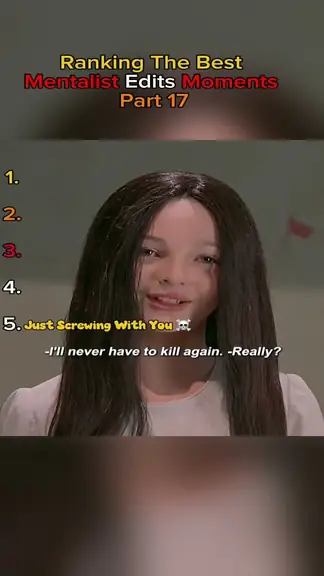 Ranking The Best
Mentalist Edits Moments
Part 17
1.
2.
3.
4.
5. Just Screwing With You ☠️
-I'll never have to kill again. -Really?